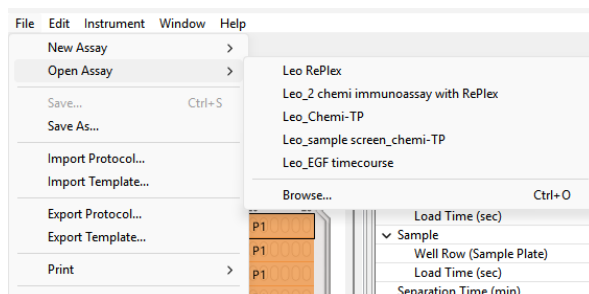 File Edit Instrument Window Help
New Assay
Open Assay
Save... Ctrl+S
Save As...
Import Protocol...
Import Template...
Export Protocol...
Export Template...
Print
Leo RePlex
Leo_2 chemi immunoassay with RePlex
Leo_Chemi-TP
Leo_sample screen_chemi-TP
Leo_EGF timecourse
Browse... Ctrl+O
P1
P1
P1
Load Time (sec)
Sample
Well Row (Sample Plate)
Load Time (sec)
Separation Time (min)